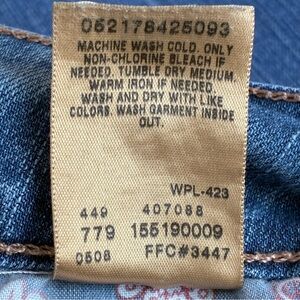 052178425093
MACHINE WASH COLD. ONLY
NON-CHLORINE BLEACH IF
NEEDED. TUMBLE DRY MEDIUM.
WARM IRON IF NEEDED.
WASH AND DRY WITH LIKE
COLORS. WASH GARMENT INSIDE
OUT.
WPL-423
449 407088
779 155190009
0508 FFC#3447